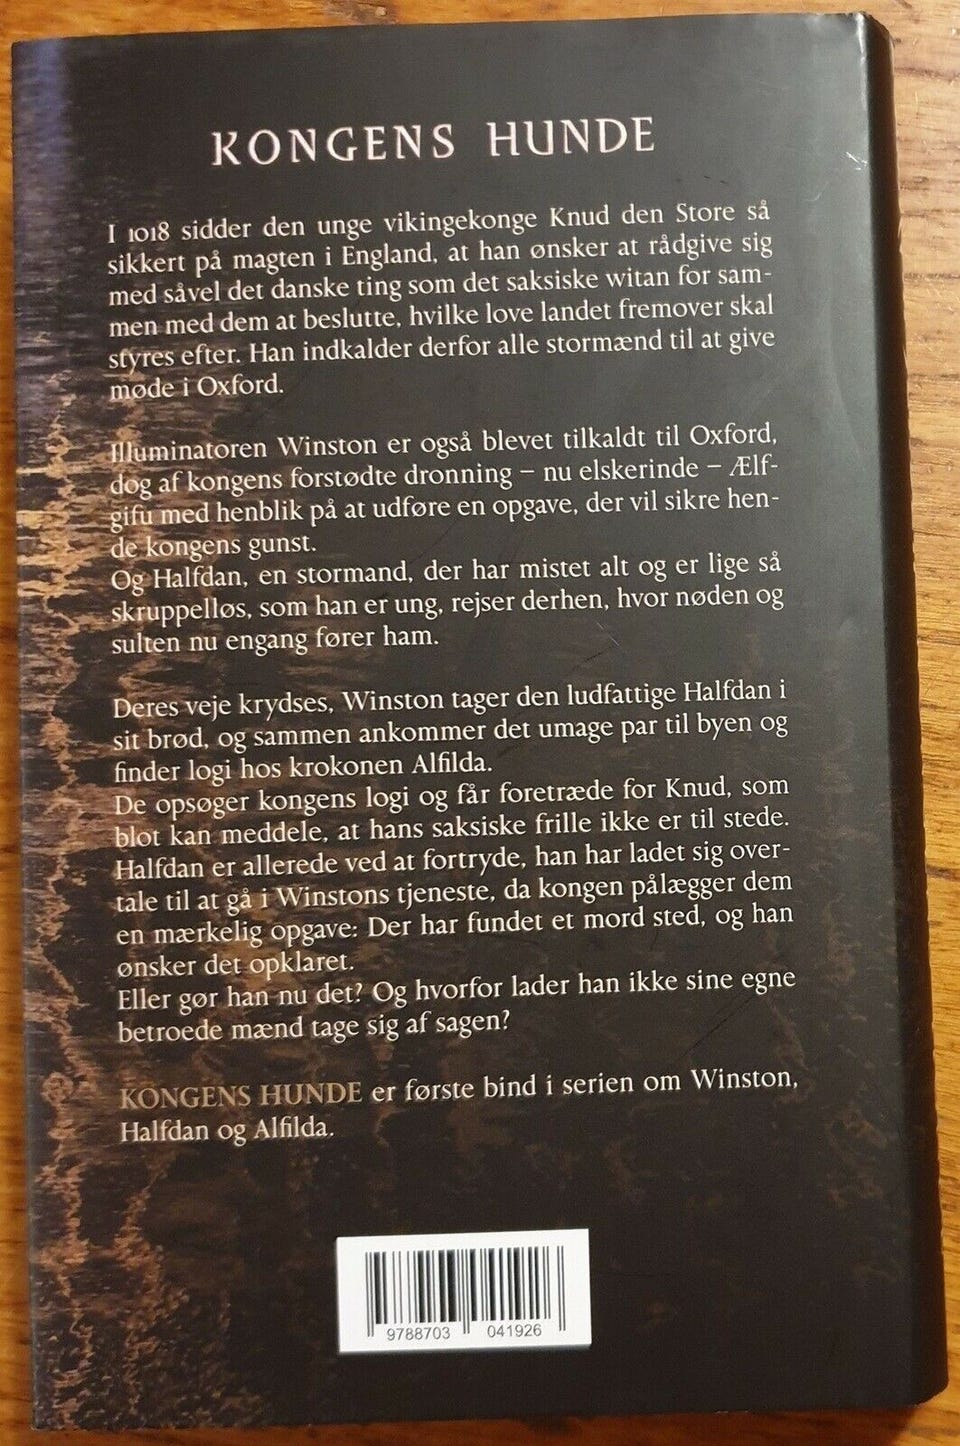 KONGENS HUNDE
I 1018 sidder den unge vikingekonge Knud den Store så
sikkert på magten i England, at han ønsker at rådgive sig
med såvel det danske ting som det saksiske witan for sam-
men med dem at beslutte, hvilke love landet fremover skal
styres efter. Han indkalder derfor alle stormænd til at give
møde i Oxford.
Illuminatoren Winston er også blevet tilkaldt til Oxford,
dog af kongens forstødte dronning – nu elskerinde – Ælf-
gifu med henblik på at udføre en opgave, der vil sikre hen-
de kongens gunst.
Og Halfdan, en stormand, der har mistet alt og er lige så
skruppelløs, som han er ung, rejser derhen, hvor nøden og
sulten nu engang fører ham.
Deres veje krydses, Winston tager den ludfattige Halfdan i
sit brød, og sammen ankommer det umage par til byen og
finder logi hos krokonen Alfilda.
De opsøger kongens logi og får foretræde for Knud, som
blot kan meddele, at hans saksiske frille ikke er til stede.
Halfdan er allerede ved at fortryde, han har ladet sig over-
tale til at gå i Winstons tjeneste, da kongen pålægger dem
en mærkelig opgave: Der har fundet et mord sted, og han
ønsker det opklaret.
Eller gør han nu det? Og hvorfor lader han ikke sine egne
betroede mænd tage sig af sagen?
KONGENS HUNDE er første bind i serien om Winston,
Halfdan og Alfilda.
9788703 041926